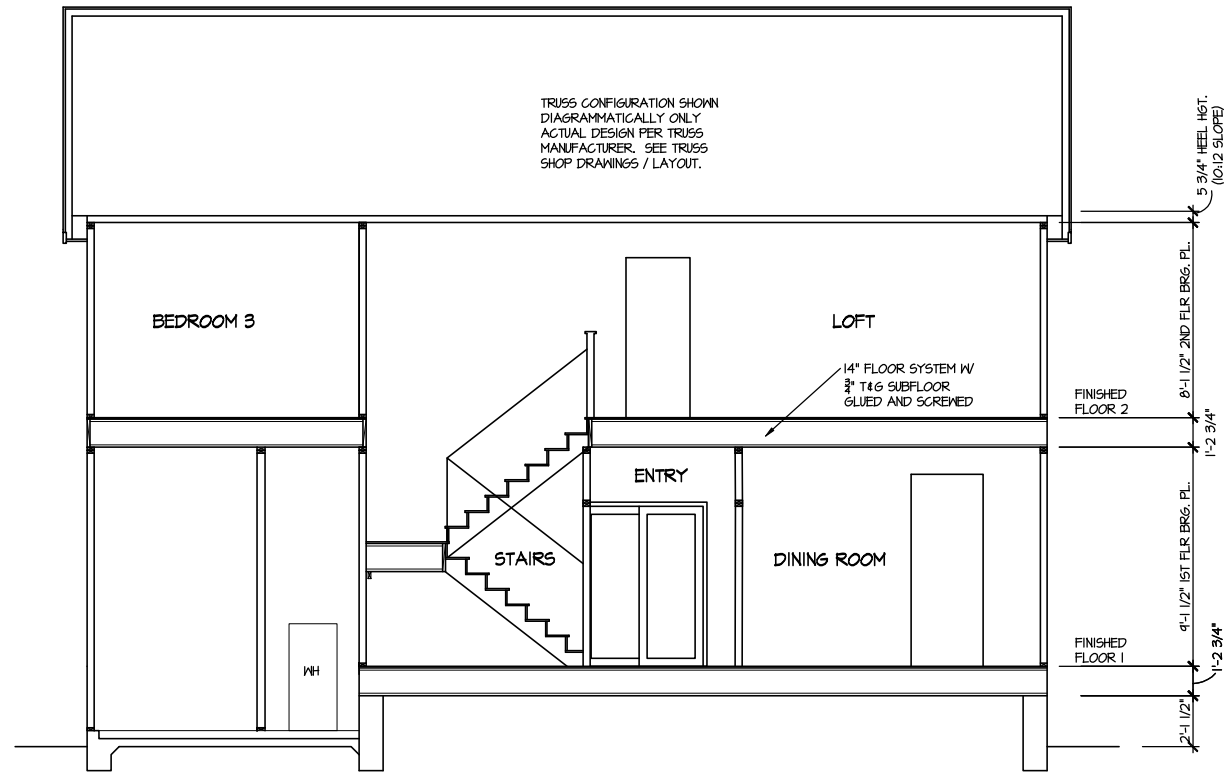 TRUSS CONFIGURATION SHOWN
DIAGRAMMATICALLY ONLY
ACTUAL DESIGN PER TRUSS
MANUFACTURER. SEE TRUSS
SHOP DRAWINGS / LAYOUT.
5 3/4" HEEL HGT.
(10:12 SLOPE)
BEDROOM 3
LOFT
8'-1 1/2" 2ND FLR BRG. PL.
14" FLOOR SYSTEM W/
3/4" T&G SUBFLOOR
GLUED AND SCREWED
FINISHED
FLOOR 2
1'-2 3/4"
ENTRY
STAIRS
DINING ROOM
9'-1 1/2" 1ST FLR BRG. PL.
FINISHED
FLOOR 1
1'-2 3/4"
WH
2'-1 1/2"